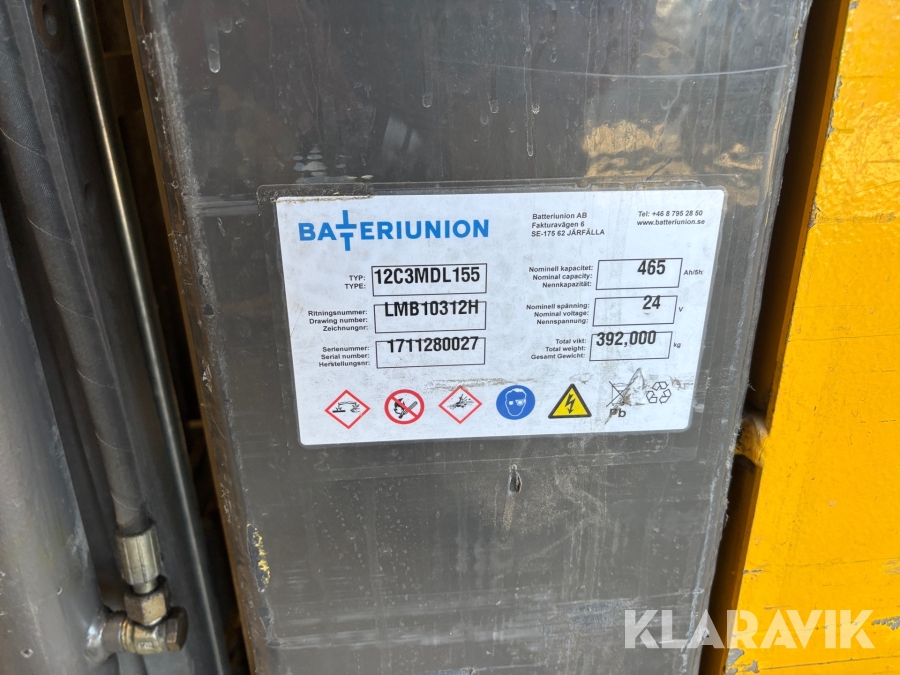 BATTERIUNION
Batteriunion AB
Fakturavägen 6
SE-175 62 JÄRFÄLLA
Tel: +46 8 795 28 50
www.batteriunion.se
TYP:
TYPE:
12C3MDL155
Ritningsnummer:
Drawing number:
Zeichnungnr:
LMB10312H
Serienummer:
Serial number:
Herstellungsnr:
1711280027
Nominell kapacitet:
Nominal capacity:
Nennkapazität:
465
Ah/5h
Nominell spänning:
Nominal voltage:
Nennspannung:
24
V
Total vikt:
Total weight:
Gesamt Gewicht:
392,000
kg
Pb
KLARAVIK